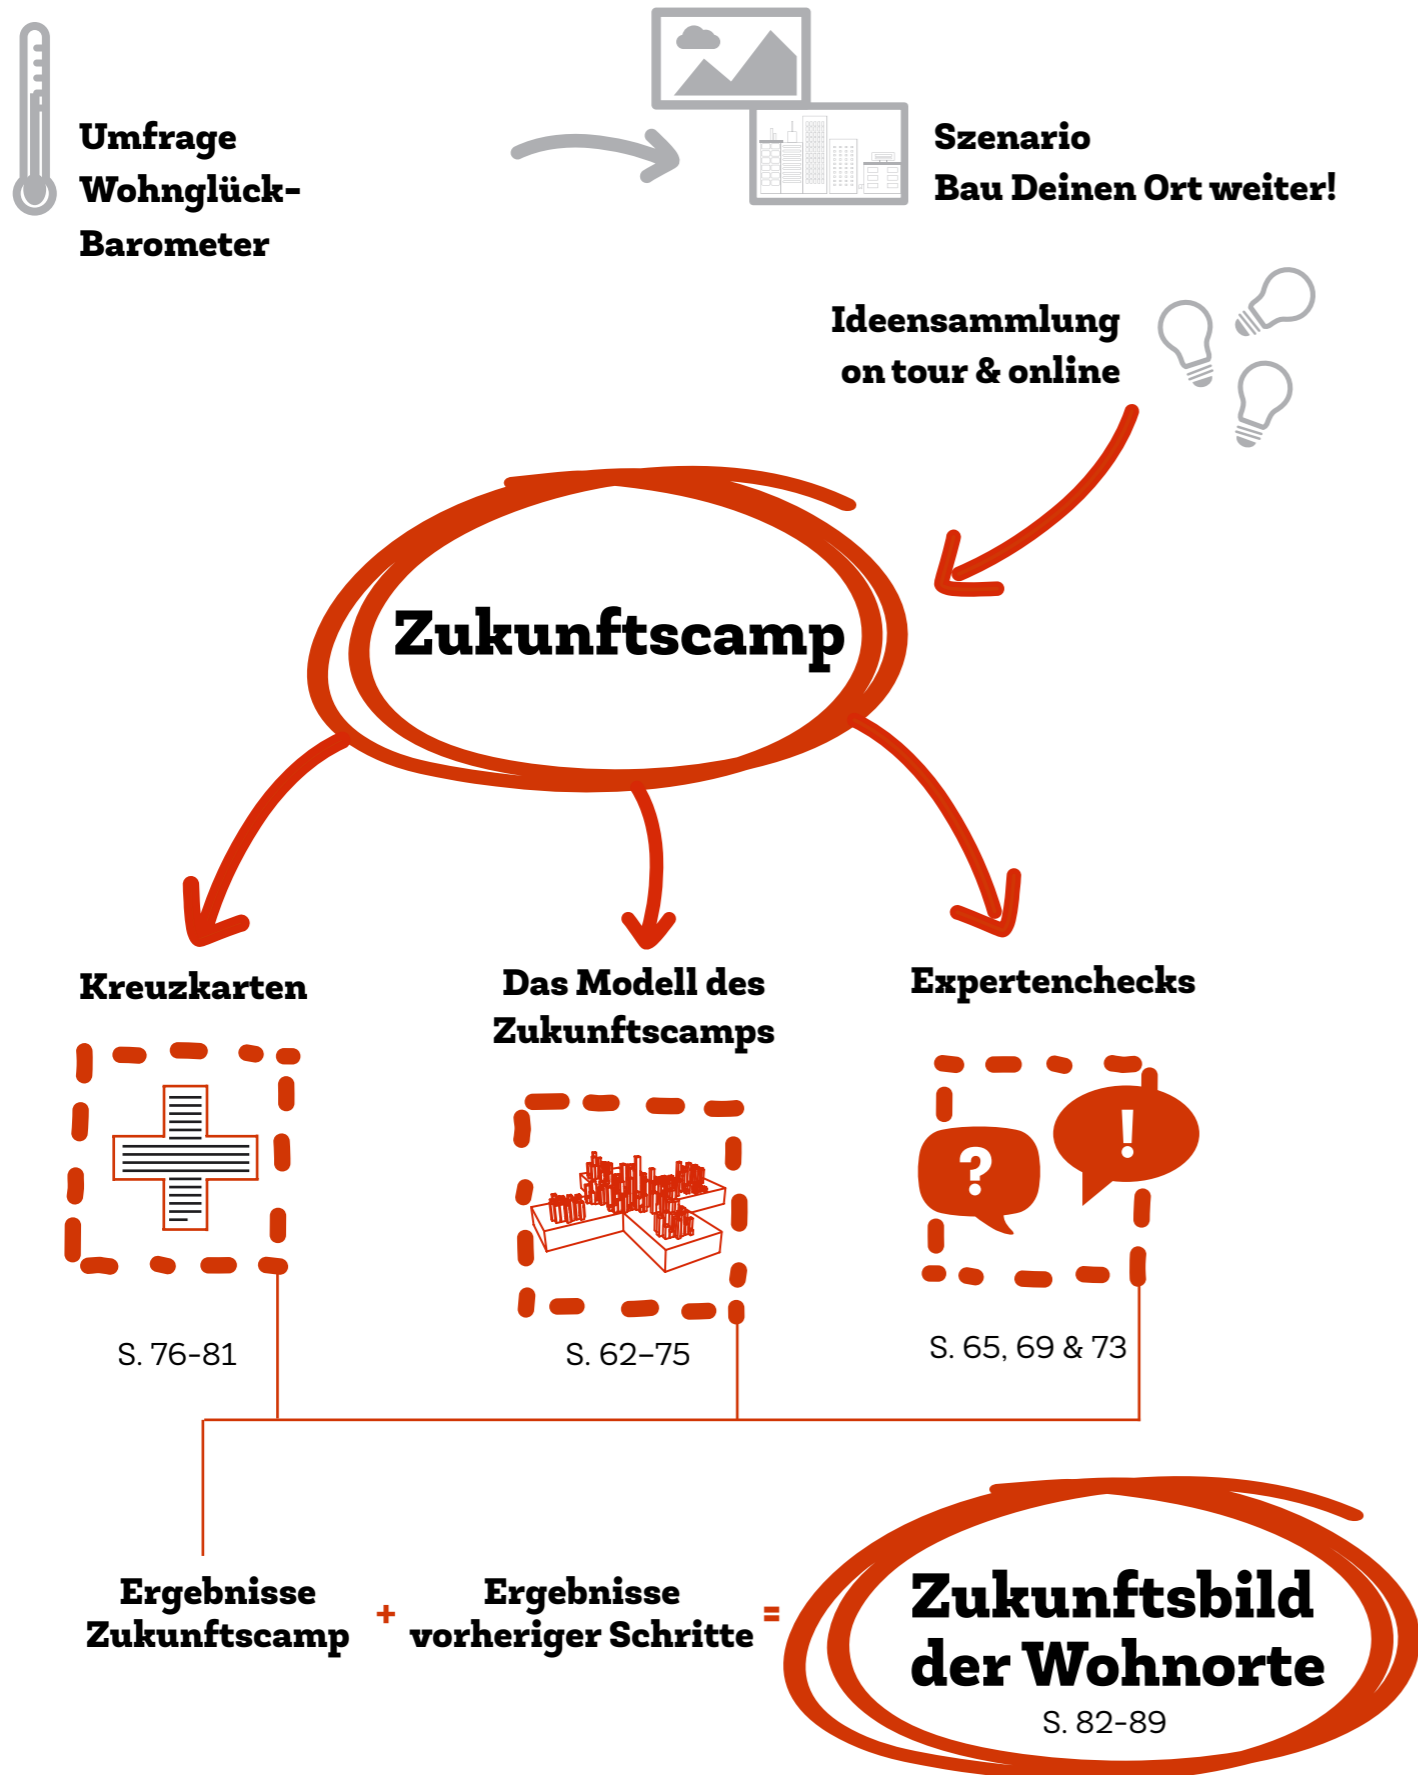 Umfrage
Wohnglück-
Barometer
Szenario
Bau Deinen Ort weiter!
Ideensammlung
on tour & online
Zukunftscamp
Kreuzkarten
S. 76-81
Das Modell des
Zukunftscamps
S. 62–75
Expertenchecks
?
!
S. 65, 69 & 73
Ergebnisse
Zukunftscamp
+
Ergebnisse
vorheriger Schritte
=
Zukunftsbild
der Wohnorte
S. 82-89